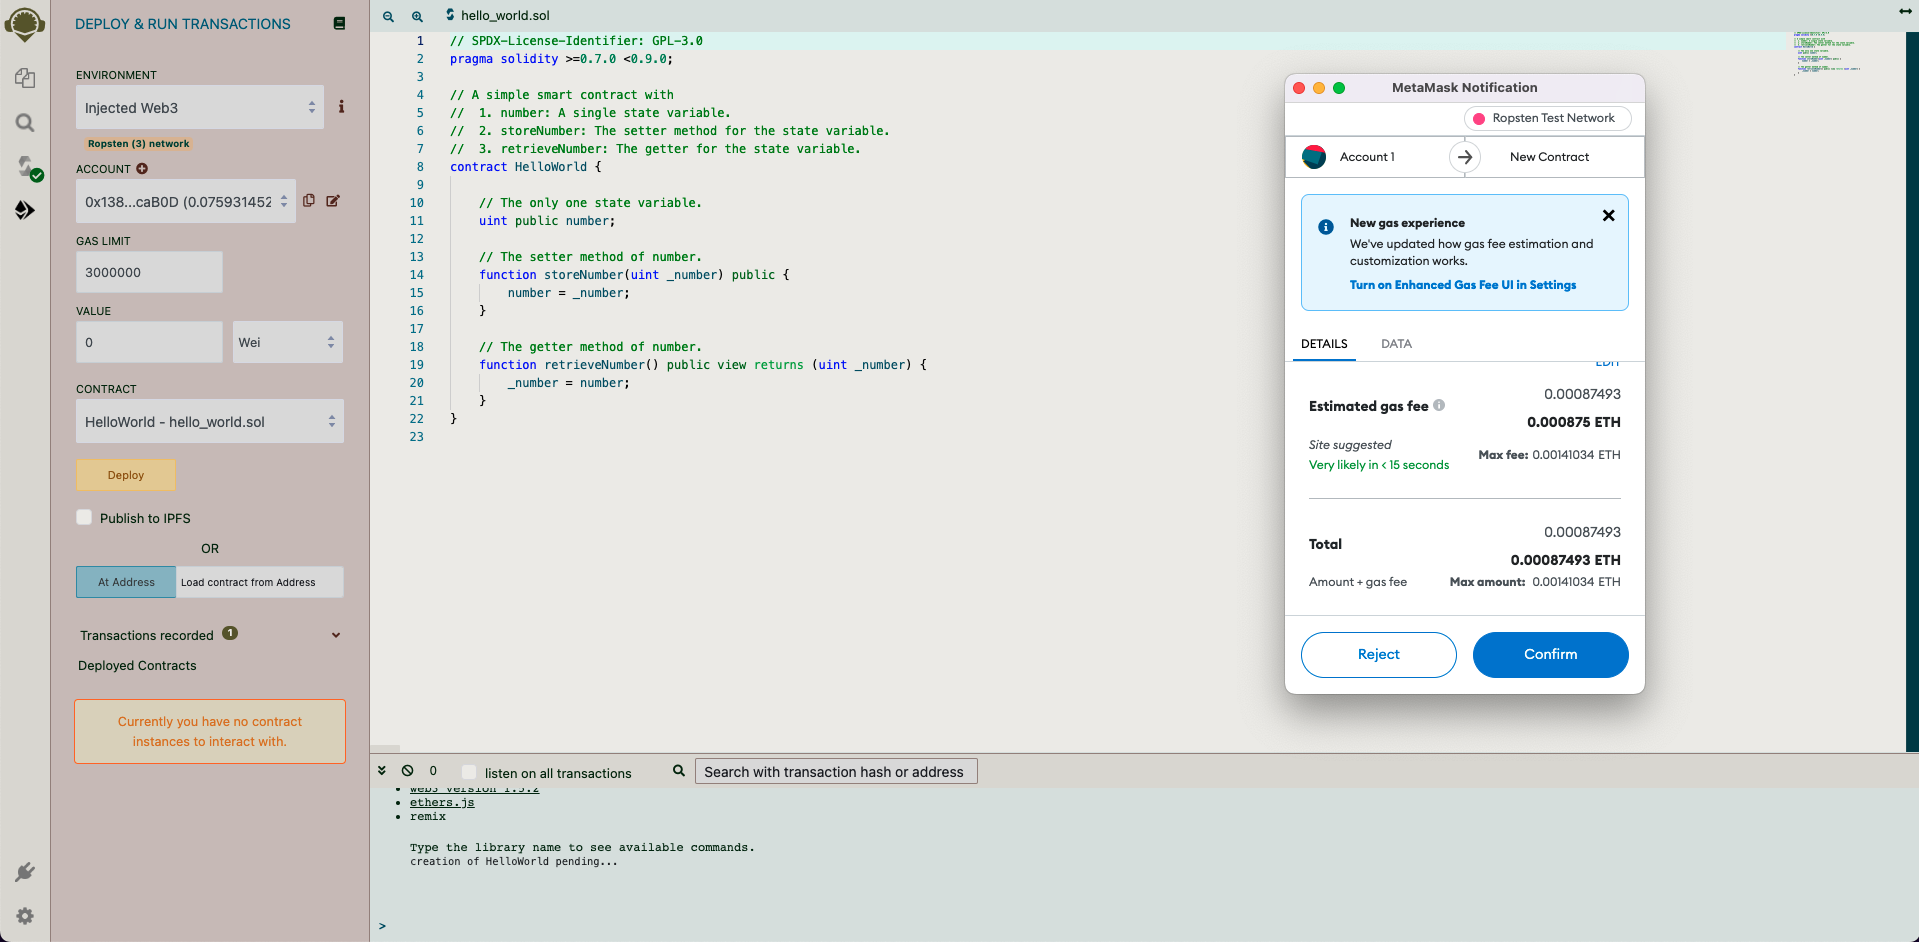 DEPLOY & RUN TRANSACTIONS
ENVIRONMENT
Injected Web3
Ropsten (3) network
ACCOUNT
0x138...caB0D (0.075931452
GAS LIMIT
3000000
VALUE
0
Wei
CONTRACT
HelloWorld - hello_world.sol
Deploy
Publish to IPFS
OR
At Address
Load contract from Address
Transactions recorded 1
Deployed Contracts
Currently you have no contract
instances to interact with.
hello_world.sol
1 // SPDX-License-Identifier: GPL-3.0
2 pragma solidity >=0.7.0 <0.9.0;
3
4 // A simple smart contract with
5 //  1. number: A single state variable.
6 //  2. storeNumber: The setter method for the state variable.
7 //  3. retrieveNumber: The getter for the state variable.
8 contract HelloWorld {
9
10     // The only one state variable.
11     uint public number;
12
13     // The setter method of number.
14     function storeNumber(uint _number) public {
15         number = _number;
16     }
17
18     // The getter method of number.
19     function retrieveNumber() public view returns (uint _number) {
20         _number = number;
21     }
22 }
23
MetaMask Notification
Ropsten Test Network
Account 1
New Contract
New gas experience
We've updated how gas fee estimation and
customization works.
Turn on Enhanced Gas Fee UI in Settings
DETAILS
DATA
EDIT
0.00087493
Estimated gas fee
0.000875 ETH
Site suggested
Very likely in < 15 seconds
Max fee: 0.00141034 ETH
0.00087493
Total
0.00087493 ETH
Amount + gas fee
Max amount: 0.00141034 ETH
Reject
Confirm
0
listen on all transactions
Search with transaction hash or address
web3 version 1.5.2
ethers.js
remix
Type the library name to see available commands.
creation of HelloWorld pending...
>